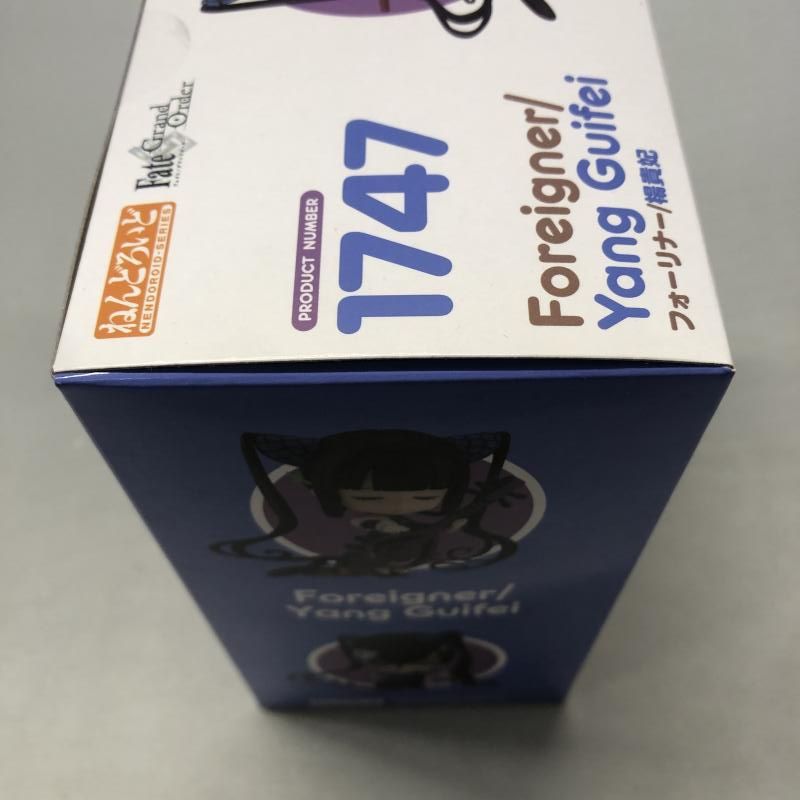 Fate Grand Order
ねんどろいど
NENDOROID-SERIES
PRODUCT NUMBER
1747
Foreigner/
Yang Guifei
フォーリナー/楊貴妃
Foreigner/
Yang Guifei